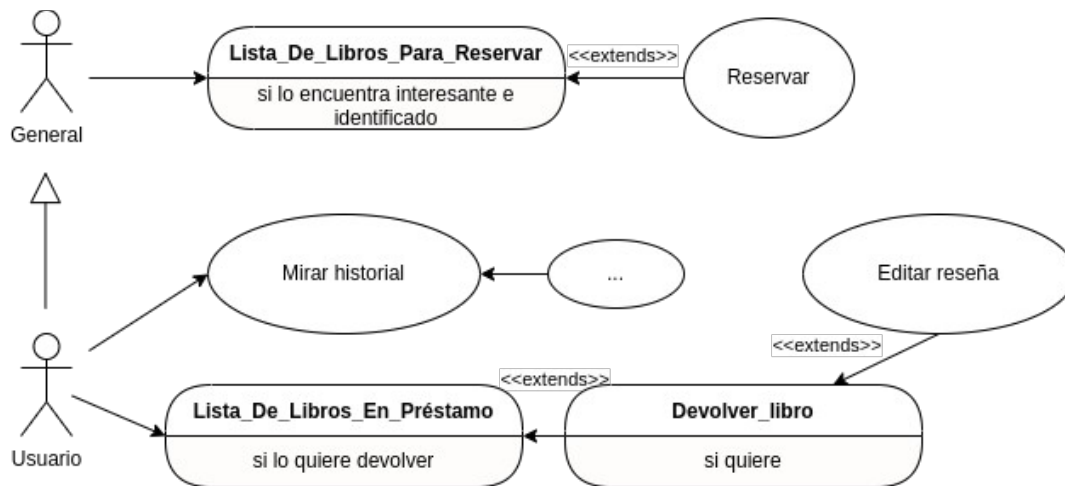 Lista_De_Libros_Para_Reservar
<<extends>>
Reservar
si lo encuentra interesante e
identificado
General
Mirar historial
...
Editar reseña
<<extends>>
<<extends>>
Lista_De_Libros_En_Préstamo
Devolver_libro
si lo quiere devolver
si quiere
Usuario